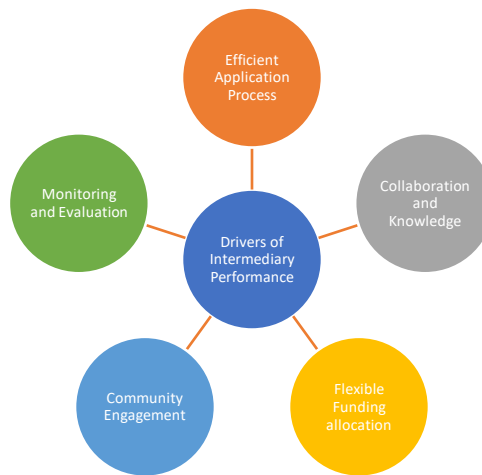 Efficient
Application
Process
Monitoring
and Evaluation
Collaboration
and
Knowledge
Drivers of
Intermediary
Performance
Community
Engagement
Flexible
Funding
allocation